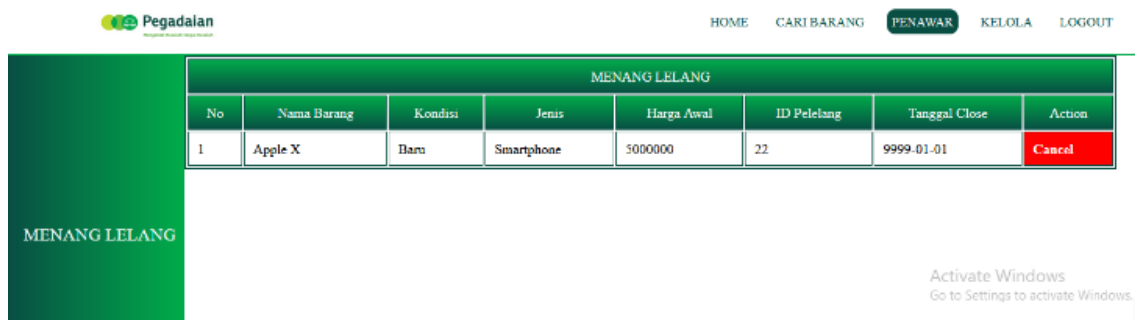 Pegadaian
HOME CARI BARANG PENAWAR KELOLA LOGOUT
MENANG LELANG
No Nama Barang Kondisi Jenis Harga Awal ID Pelelang Tanggal Close Action
1 Apple X Baru Smartphone 5000000 22 9999-01-01 Cancel
MENANG LELANG
Activate Windows
Go to Settings to activate Windows.